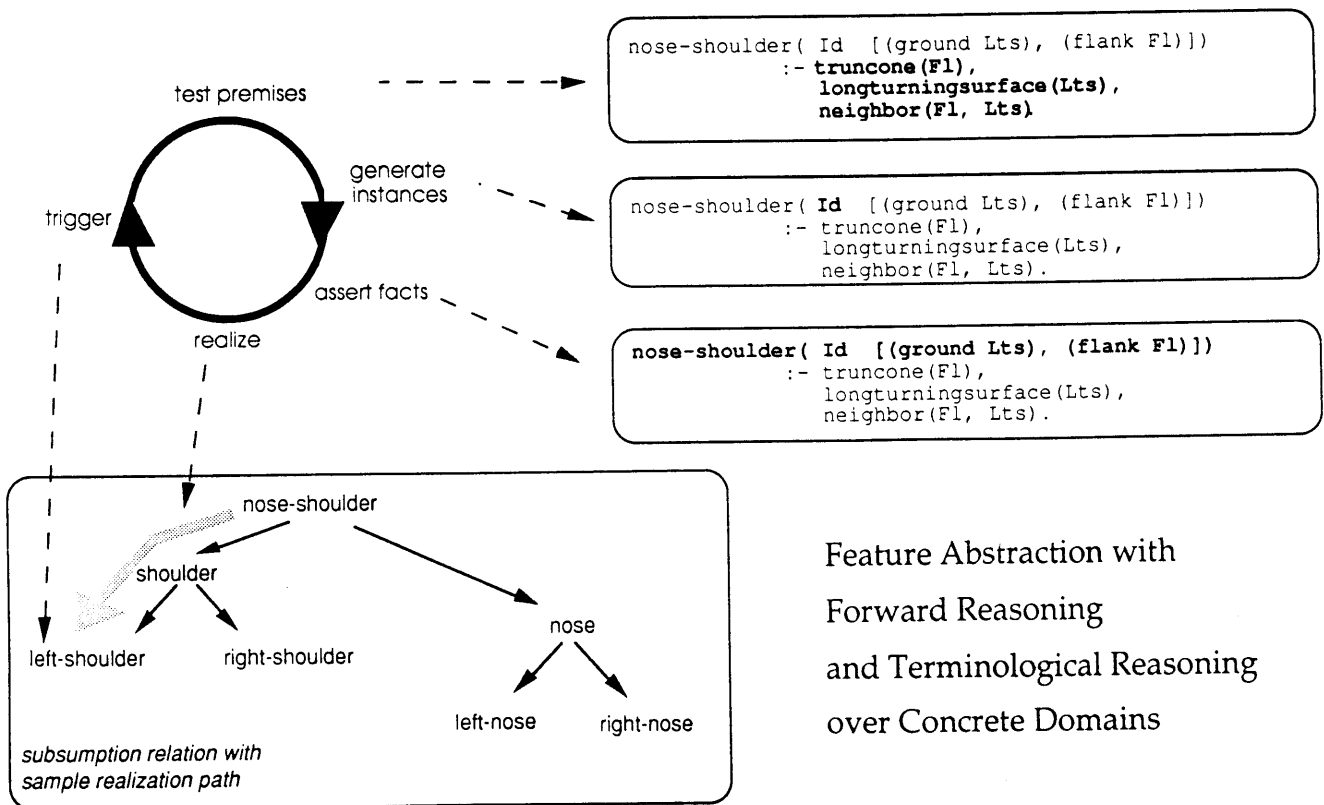 test premises
generate
instances
trigger
assert facts
realize
nose-shoulder( Id [(ground Lts), (flank Fl)])
:- truncone(Fl),
longturningsurface(Lts),
neighbor(Fl, Lts).
nose-shoulder( Id [(ground Lts), (flank Fl)])
:- truncone(Fl),
longturningsurface(Lts),
neighbor(Fl, Lts).
nose-shoulder( Id [(ground Lts), (flank Fl)])
:- truncone(Fl),
longturningsurface(Lts),
neighbor(Fl, Lts).
nose-shoulder
shoulder
left-shoulder
right-shoulder
nose
left-nose
right-nose
subsumption relation with
sample realization path
Feature Abstraction with
Forward Reasoning
and Terminological Reasoning
over Concrete Domains